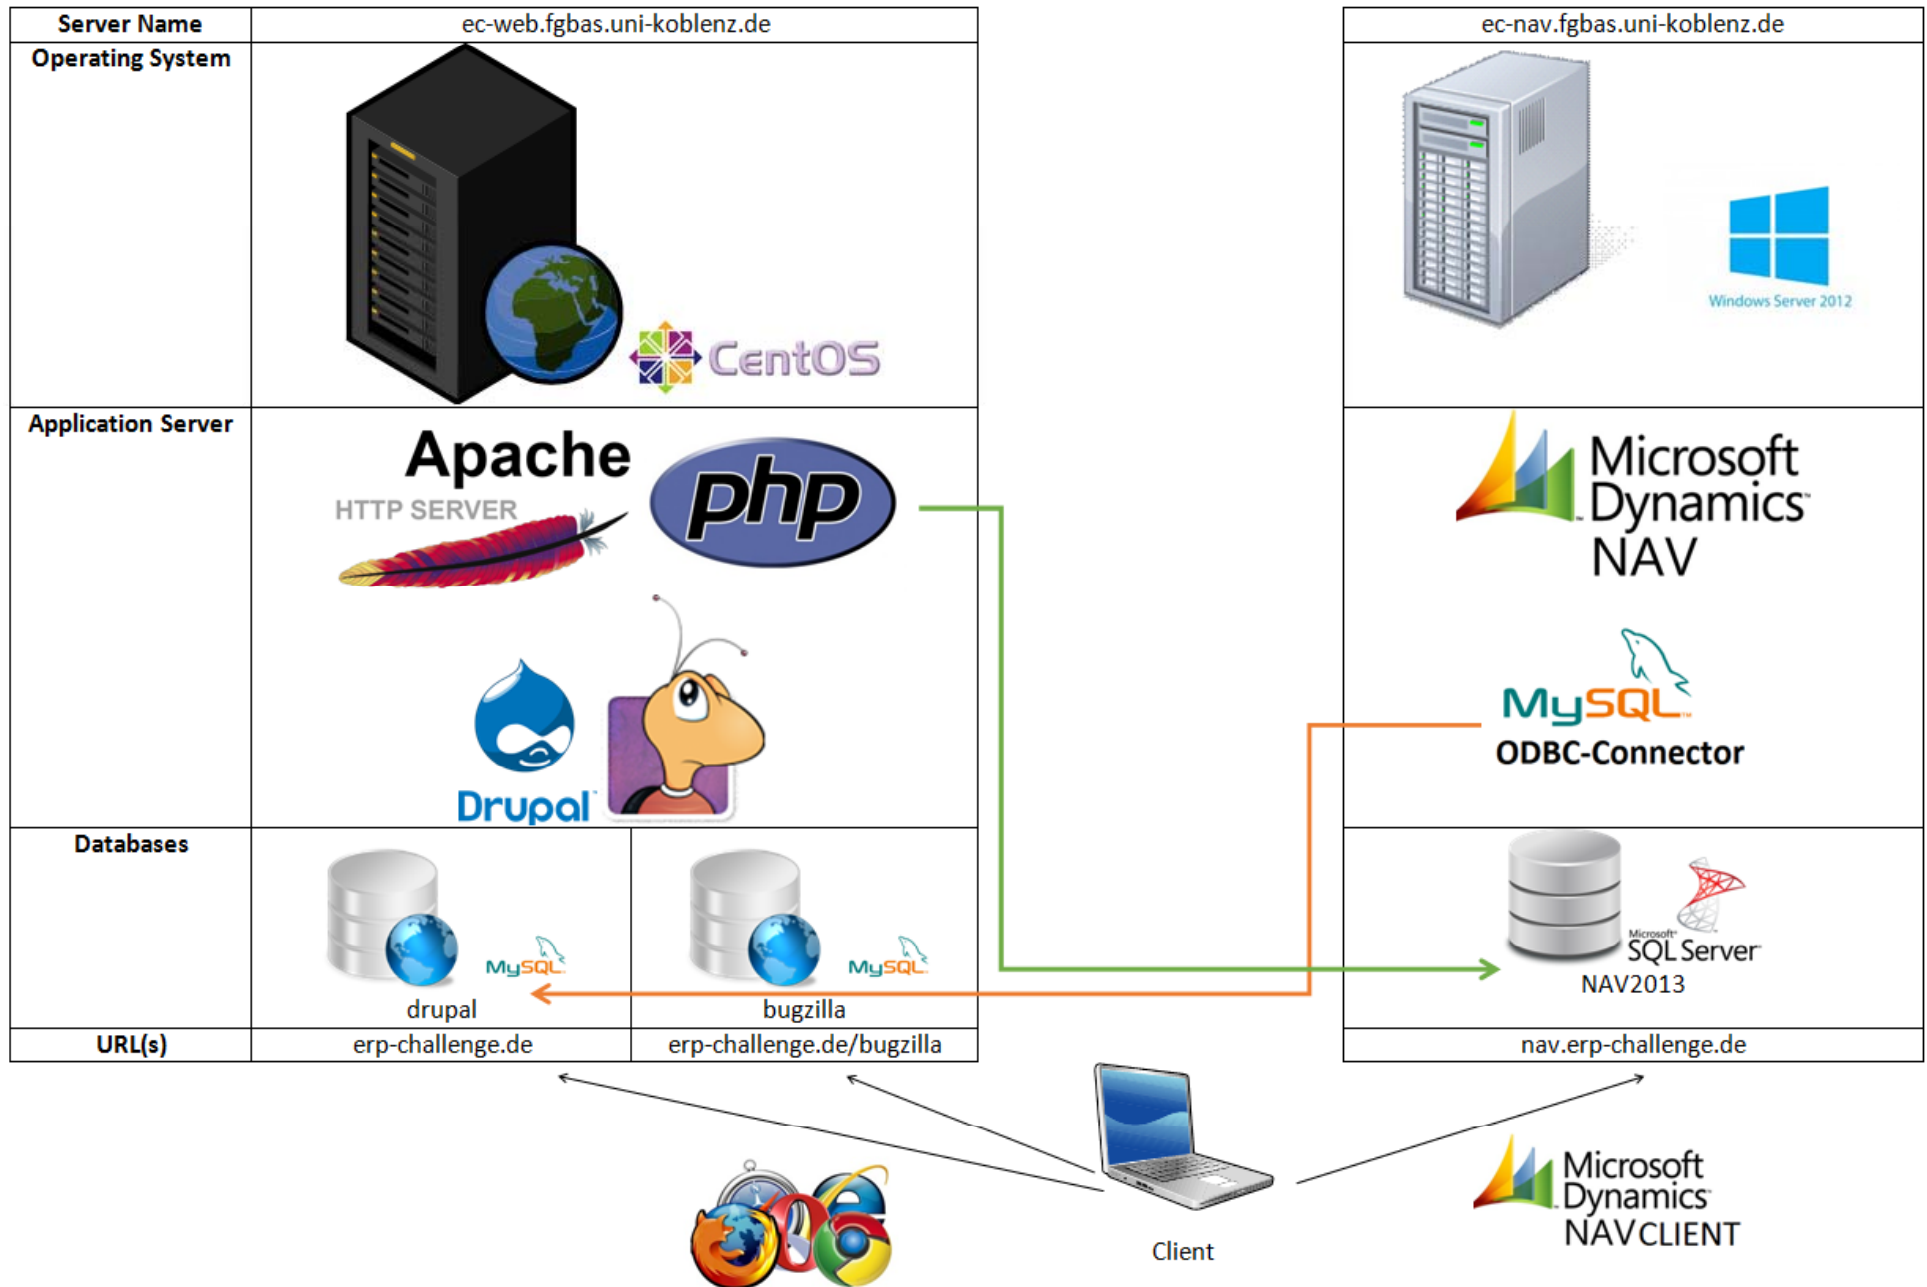 Server Name
ec-web.fgbas.uni-koblenz.de
ec-nav.fgbas.uni-koblenz.de
Operating System
CentOS
Windows Server 2012
Application Server
Apache
HTTP SERVER
php
Microsoft
Dynamics
NAV
Drupal
MySQL
ODBC-Connector
Databases
MySQL
drupal
MySQL
bugzilla
Microsoft
SQL Server
NAV2013
URL(s)
erp-challenge.de
erp-challenge.de/bugzilla
nav.erp-challenge.de
Client
Microsoft
Dynamics
NAVCLIENT